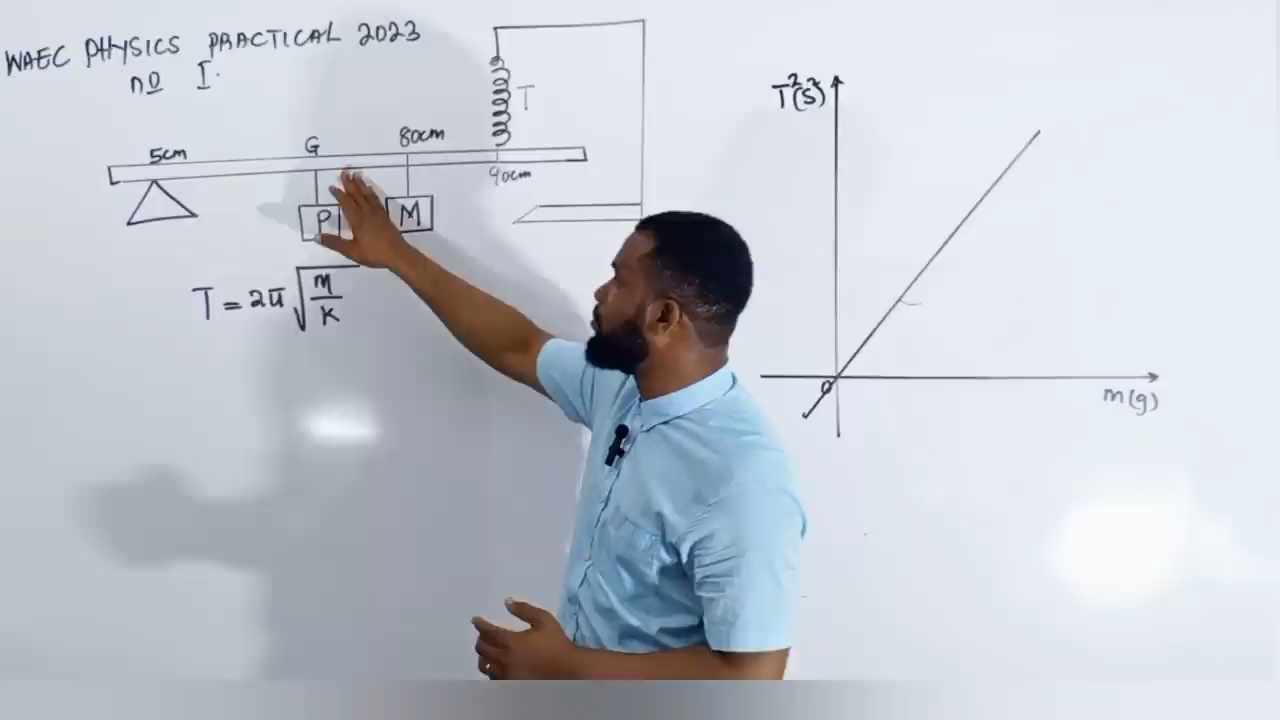 WAEC PHYSICS PRACTICAL 2023
no I.
5cm
G
80cm
T
90cm
P
M
T = 2π√m/k
T²(S²)
0
m(g)